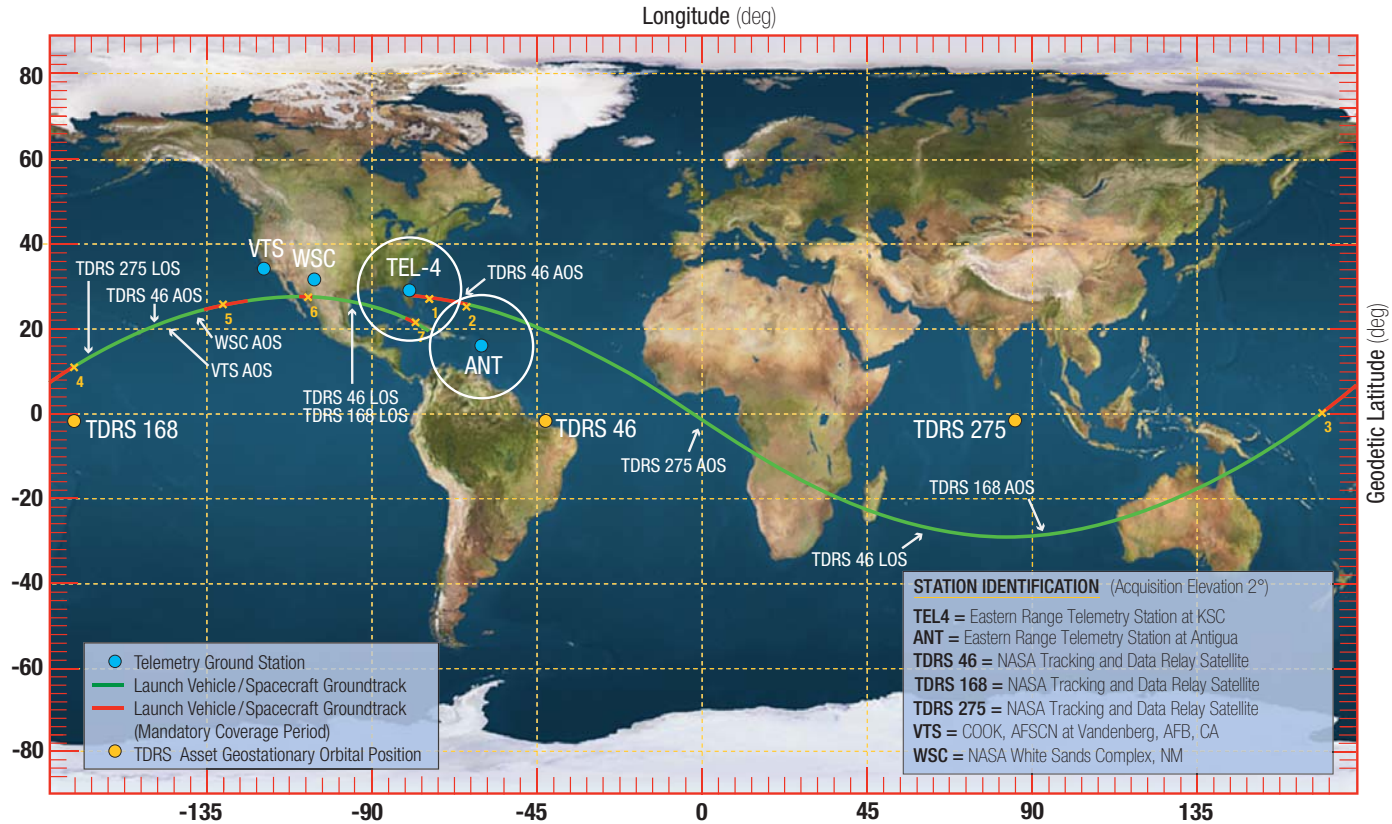 Longitude (deg)
80
60
40
20
0
-20
-40
-60
-80
VTS
WSC
TEL-4
ANT
TDRS 275 LOS
TDRS 46 AOS
TDRS 46 AOS
WSC AOS
VTS AOS
TDRS 46 LOS
TDRS 168 LOS
1
2
3
4
5
6
7
TDRS 168
TDRS 46
TDRS 275
TDRS 275 AOS
TDRS 168 AOS
TDRS 46 LOS
Geodetic Latitude (deg)
STATION IDENTIFICATION (Acquisition Elevation 2°)
TEL4 = Eastern Range Telemetry Station at KSC
ANT = Eastern Range Telemetry Station at Antigua
TDRS 46 = NASA Tracking and Data Relay Satellite
TDRS 168 = NASA Tracking and Data Relay Satellite
TDRS 275 = NASA Tracking and Data Relay Satellite
VTS = COOK, AFSCN at Vandenberg, AFB, CA
WSC = NASA White Sands Complex, NM
Telemetry Ground Station
Launch Vehicle/Spacecraft Groundtrack
Launch Vehicle/Spacecraft Groundtrack
(Mandatory Coverage Period)
TDRS Asset Geostationary Orbital Position
-135
-90
-45
0
45
90
135